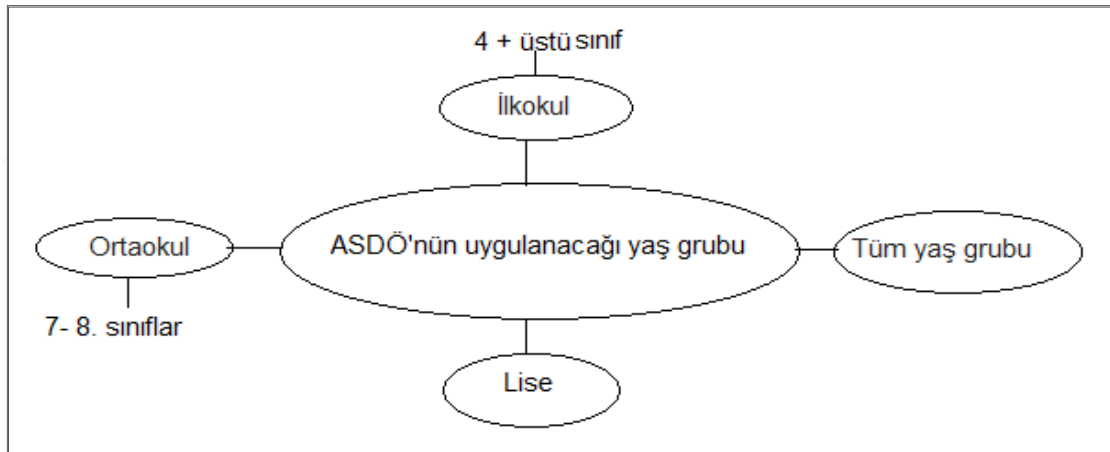 4 + üstü sınıf
İlkokul
Ortaokul
ASDÖ'nün uygulanacağı yaş grubu
Tüm yaş grubu
7- 8. sınıflar
Lise